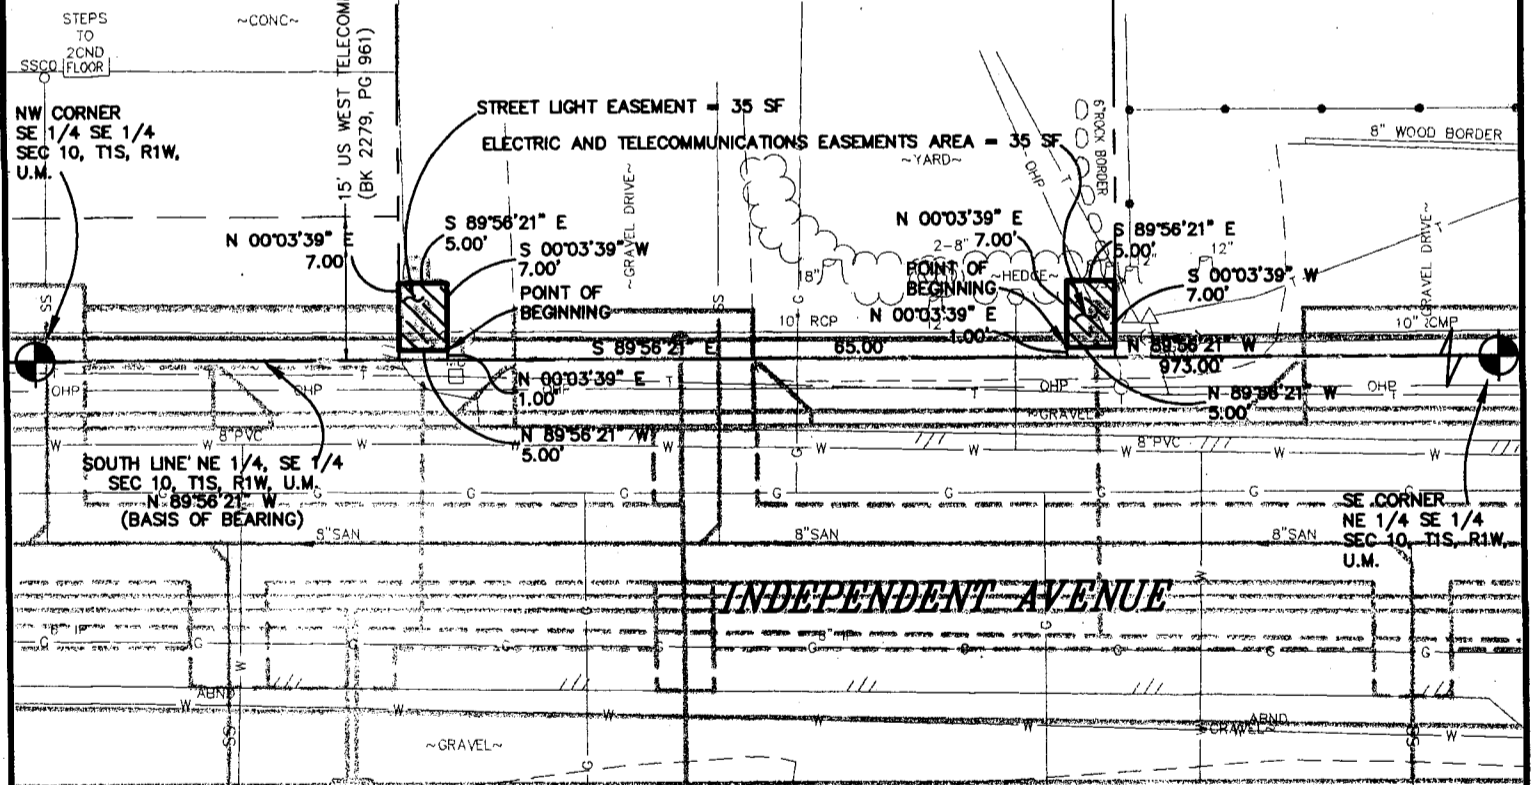 STEPS
TO
2CND
FLOOR
~CONC~
SSCO
NW CORNER
SE 1/4 SE 1/4
SEC 10, T1S, R1W,
U.M.
15' US WEST TELECOM
(BK 2279, PG 961)
STREET LIGHT EASEMENT = 35 SF
ELECTRIC AND TELECOMMUNICATIONS EASEMENTS AREA = 35 SF
~YARD~
6" ROCK BORDER
8" WOOD BORDER
OHP
T
~GRAVEL DRIVE~
~GRAVEL DRIVE~
N 00°03'39" E
7.00'
S 89°56'21" E
5.00'
S 00°03'39" W
7.00'
POINT OF
BEGINNING
N 00°03'39" E
7.00'
2-8"
18"
POINT OF
BEGINNING
~HEDGE~
12"
S 89°56'21" E
5.00'
2"
12"
S 00°03'39" W
7.00'
N 00°03'39" E
1.00'
10" RCP
10" CMP
SS
SS
G
S 89°56'21" E
65.00'
N 89°56'21" W
973.00'
N 00°03'39" E
1.00'
N 89°56'21" W
5.00'
OHP
OHP
T
T
OHP
T
OHP
T
~GRAVEL~
N 89°56'21" W
5.00'
8"PVC
8"PVC
W W W W W W W
SOUTH LINE NE 1/4, SE 1/4
SEC 10, T1S, R1W, U.M.
N 89°56'21" W
(BASIS OF BEARING)
G G G G G G G
SE CORNER
NE 1/4 SE 1/4
SEC 10, T1S, R1W,
U.M.
8"SAN
8"SAN
8"SAN
INDEPENDENT AVENUE
G G G G G G G G G
ABND
W W W W W W
ABND
~GRAVEL~
~GRAVEL~
SS
SS
G